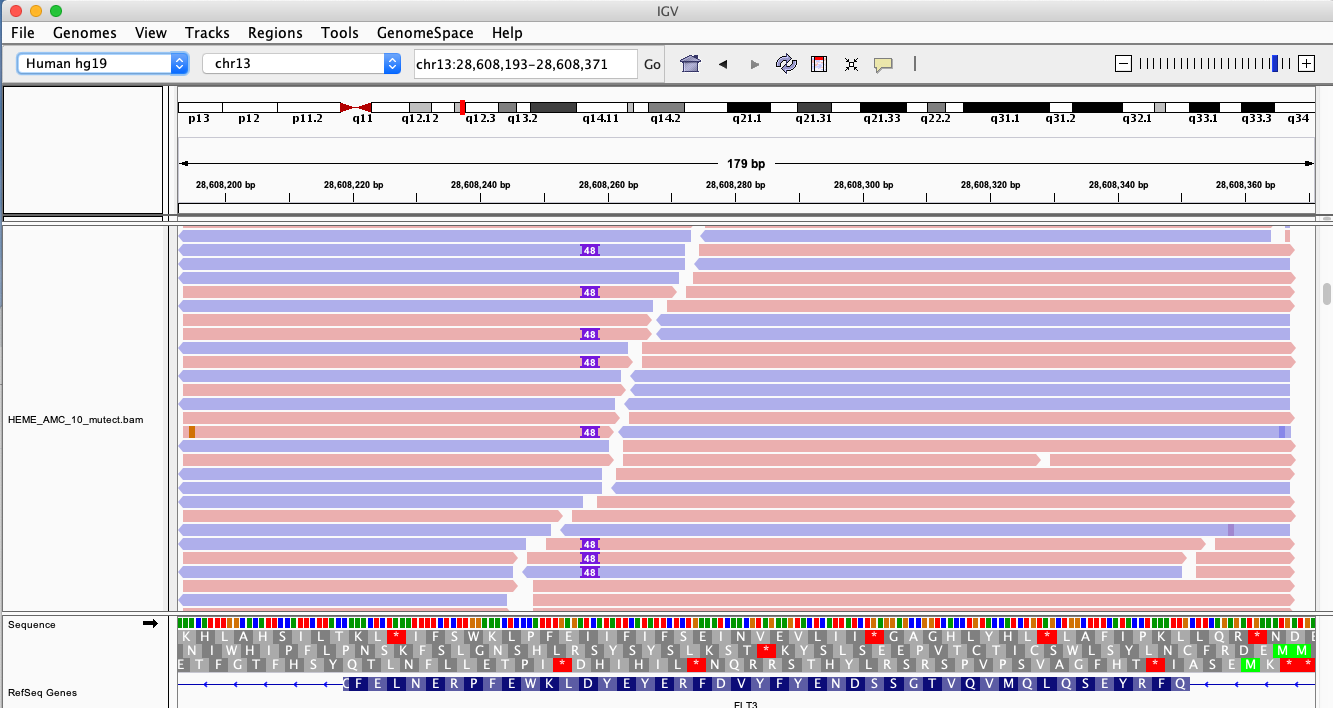 IGV
File Genomes View Tracks Regions Tools GenomeSpace Help
Human hg19 chr13 chr13:28,608,193-28,608,371 Go
p13 p12 p11.2 q11 q12.12 q12.3 q13.2 q14.11 q14.2 q21.1 q21.31 q21.33 q22.2 q31.1 q31.2 q32.1 q33.1 q33.3 q34
179 bp
28,608,200 bp 28,608,220 bp 28,608,240 bp 28,608,260 bp 28,608,280 bp 28,608,300 bp 28,608,320 bp 28,608,340 bp 28,608,360 bp
48
48
48
48
HEME_AMC_10_mutect.bam
48
48
48
48
Sequence
K H L A H S I L T K L * I F S W K L P F E I I F I F S E I N V E V L I I * G A G H L Y H L * L A F I P K L L Q R * N D E
N I W H I P F L P N S K F S L G N S H L R S Y S Y S L K S T * K Y S L S E E P V T C T I C S W L S Y L N C F R D E M M
E T F G T F H S Y Q T L N F L L E T P I * D H I H I L * N Q R R S T H Y L R S R S P V P S V A G F H T * I A S E M K * *
RefSeq Genes
G F E L N E R P F E W K L D Y E Y E R F D V Y F Y E N D S S G T V Q V M Q L Q S E Y R F Q
FLT3